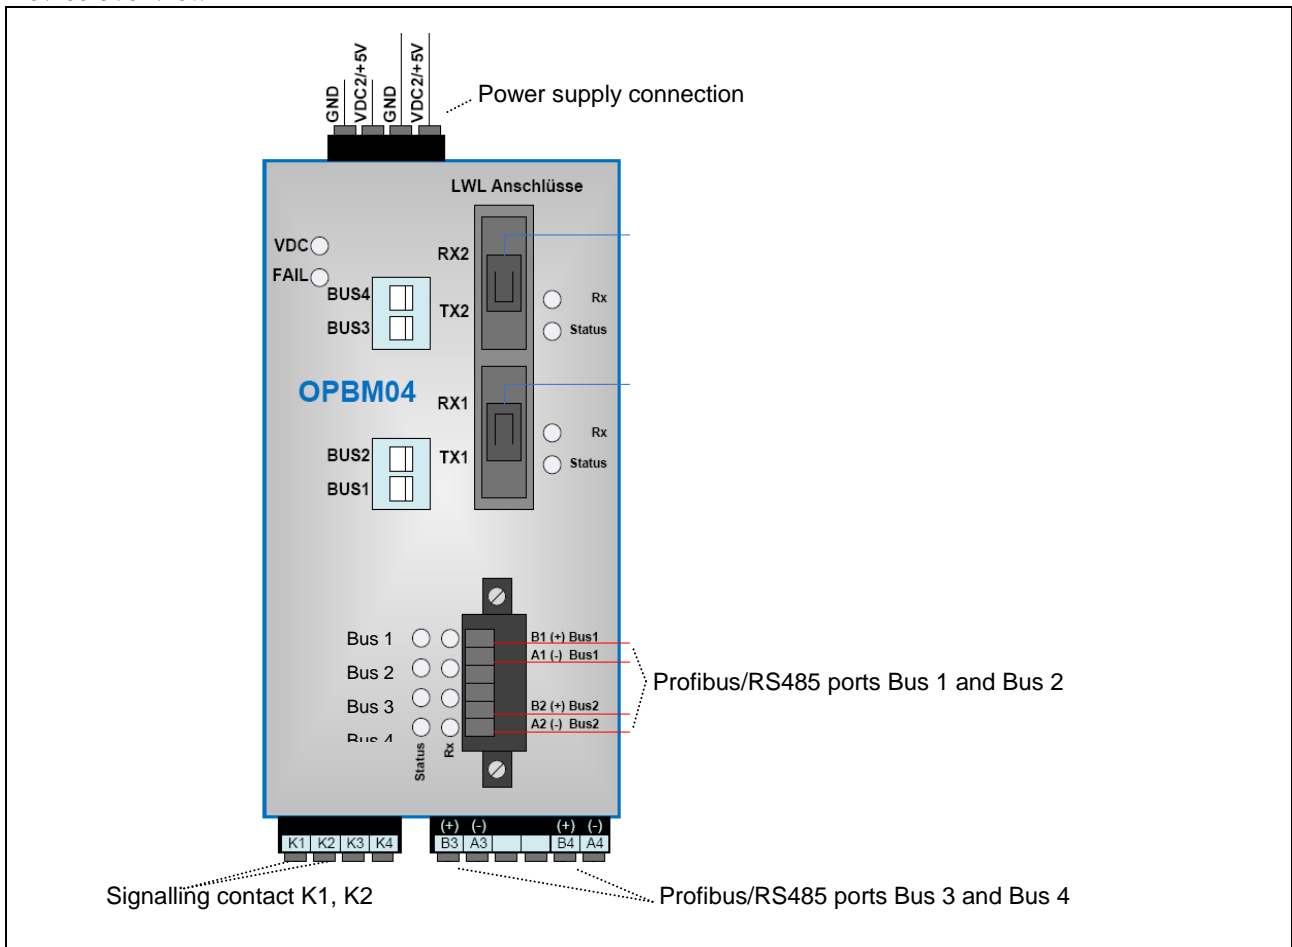 GND
VDC2/+5V
GND
VDC2/+5V
Power supply connection
LWL Anschlüsse
VDC
FAIL
RX2
BUS4
TX2
Rx
BUS3
Status
OPBM04
RX1
Rx
BUS2
TX1
Status
BUS1
Bus 1
B1 (+) Bus1
A1 (-) Bus1
Bus 2
Profibus/RS485 ports Bus 1 and Bus 2
Bus 3
B2 (+) Bus2
A2 (-) Bus2
Bus 4
Status
Rx
(+) (-) (+) (-)
K1 K2 K3 K4 B3 A3 B4 A4
Signalling contact K1, K2
Profibus/RS485 ports Bus 3 and Bus 4